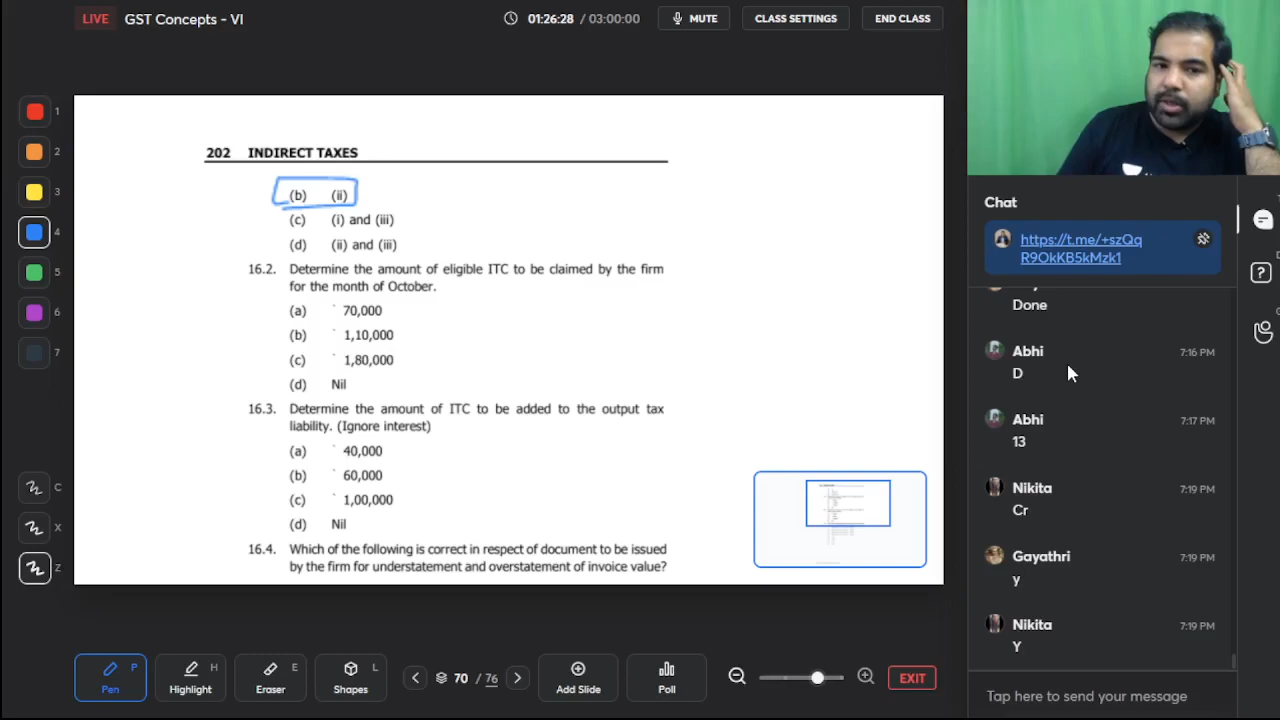 LIVE GST Concepts - VI
01:26:28 / 03:00:00
MUTE
CLASS SETTINGS
END CLASS
1
2
3
4
5
6
7
C
X
Z
202 INDIRECT TAXES
(b) (ii)
(c) (i) and (iii)
(d) (ii) and (iii)
16.2. Determine the amount of eligible ITC to be claimed by the firm
for the month of October.
(a) ` 70,000
(b) ` 1,10,000
(c) ` 1,80,000
(d) Nil
16.3. Determine the amount of ITC to be added to the output tax
liability. (Ignore interest)
(a) ` 40,000
(b) ` 60,000
(c) ` 1,00,000
(d) Nil
16.4. Which of the following is correct in respect of document to be issued
by the firm for understatement and overstatement of invoice value?
Chat
https://t.me/+szQq
R9OkKB5kMzk1
Done
Abhi 7:16 PM
D
Abhi 7:17 PM
13
Nikita 7:19 PM
Cr
Gayathri 7:19 PM
y
Nikita 7:19 PM
Y
Tap here to send your message
P
Pen
H
Highlight
E
Eraser
L
Shapes
70 / 76
Add Slide
Poll
EXIT